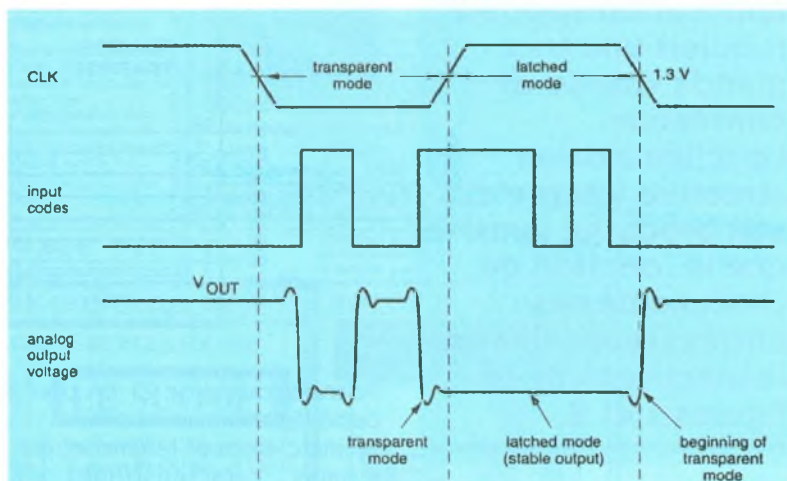 CLK
transparent
mode
latched
mode
1.3 V
input
codes
VOUT
analog
output
voltage
transparent
mode
latched mode
(stable output)
beginning of
transparent mode